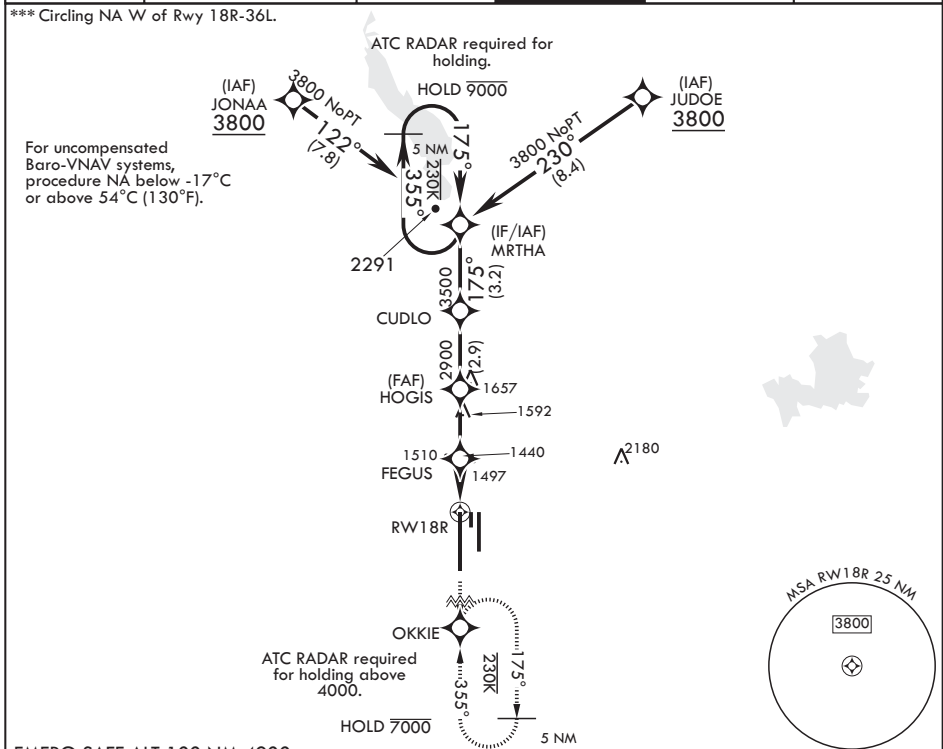 *** Circling NA W of Rwy 18R-36L.
ATC RADAR required for
holding.
HOLD 9000
(IAF)
JONAA
3800
3800 NoPT
122°
(7.8)
(IAF)
JUDOE
3800
3800 NoPT
230°
(8.4)
For uncompensated
Baro-VNAV systems,
procedure NA below -17°C
or above 54°C (130°F).
5 NM
230K
355°
175°
(IF/IAF)
MRTHA
2291
3500
175°
(3.2)
CUDLO
2900
(2.9)
(FAF)
HOGIS
1657
1592
1510
1440
2180
FEGUS
1497
RW18R
MSA RW18R 25 NM
3800
OKKIE
ATC RADAR required
for holding above
4000.
355°
230K
175°
HOLD 7000
5 NM